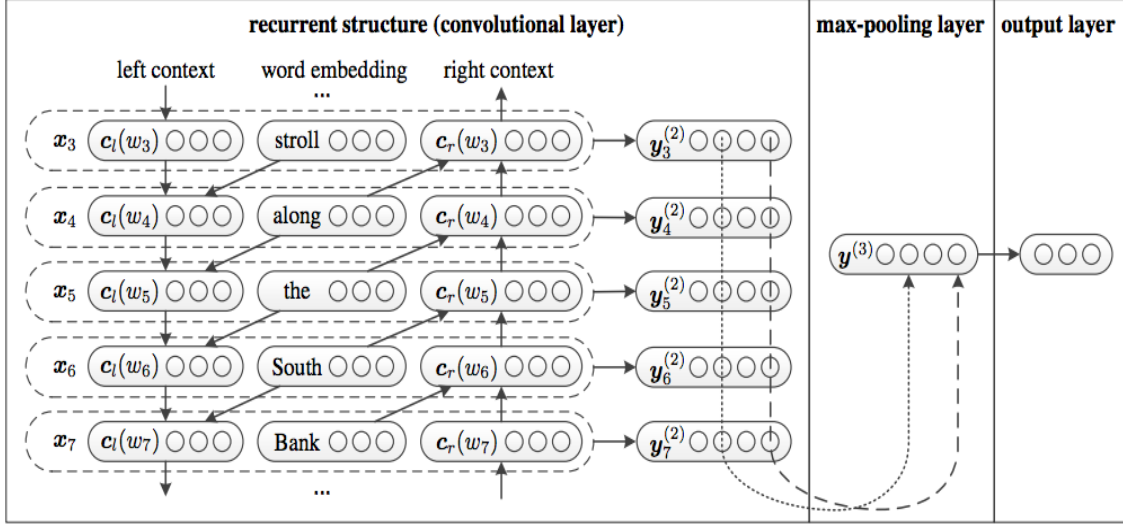 recurrent structure (convolutional layer) max-pooling layer output layer
left context word embedding right context
...
x₃ cₗ(w₃) stroll cᵣ(w₃) y₃⁽²⁾
x₄ cₗ(w₄) along cᵣ(w₄) y₄⁽²⁾
y⁽³⁾
x₅ cₗ(w₅) the cᵣ(w₅) y₅⁽²⁾
x₆ cₗ(w₆) South cᵣ(w₆) y₆⁽²⁾
x₇ cₗ(w₇) Bank cᵣ(w₇) y₇⁽²⁾
...